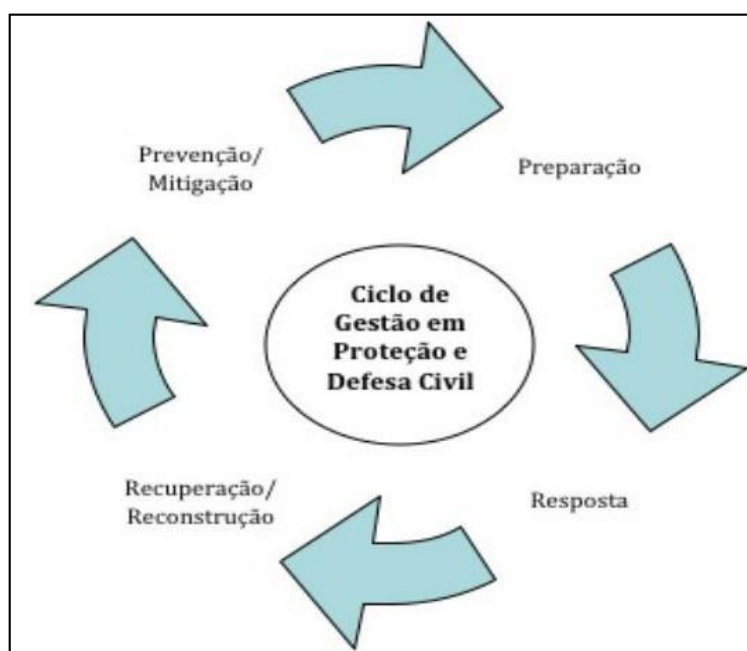 Prevenção/
Mitigação
Preparação
Ciclo de
Gestão em
Proteção e
Defesa Civil
Recuperação/
Reconstrução
Resposta